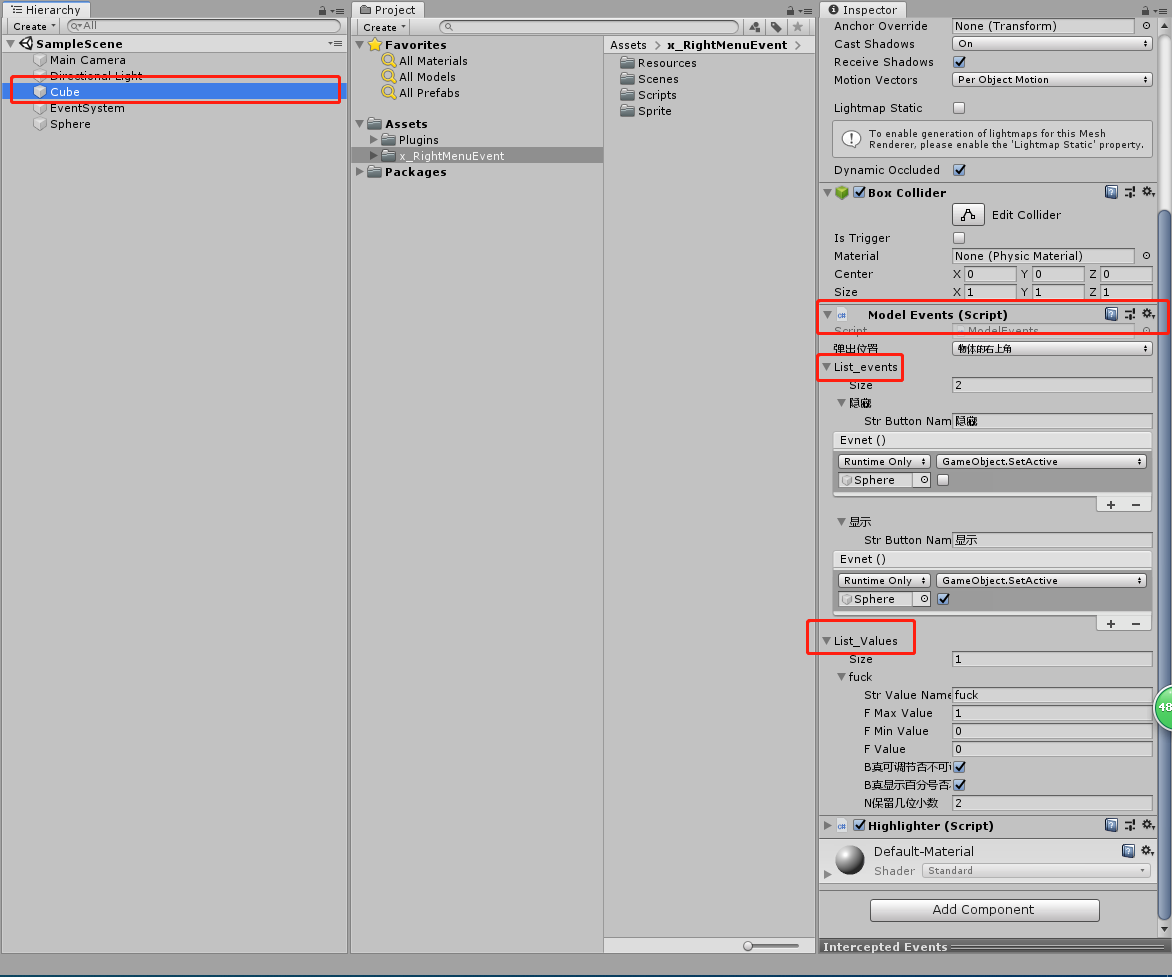 Hierarchy
Create
All
SampleScene
Main Camera
Directional Light
Cube
EventSystem
Sphere
Project
Create
Favorites
All Materials
All Models
All Prefabs
Assets
Plugins
x_RightMenuEvent
Packages
Assets x_RightMenuEvent
Resources
Scenes
Scripts
Sprite
Inspector
Anchor Override None (Transform)
Cast Shadows On
Receive Shadows
Motion Vectors Per Object Motion
Lightmap Static
To enable generation of lightmaps for this Mesh
Renderer, please enable the 'Lightmap Static' property.
Dynamic Occluded
Box Collider
Edit Collider
Is Trigger
Material None (Physic Material)
Center X 0 Y 0 Z 0
Size X 1 Y 1 Z 1
Model Events (Script)
Script ModelEvents
弹出位置 物体的右上角
List_events
Size 2
隐藏
Str Button Nam 隐藏
Evnet ()
Runtime Only GameObject.SetActive
Sphere
显示
Str Button Nam 显示
Evnet ()
Runtime Only GameObject.SetActive
Sphere
List_Values
Size 1
fuck
Str Value Name fuck
F Max Value 1
F Min Value 0
F Value 0
B真可调节否不可
B真显示百分号否
N保留几位小数 2
Highlighter (Script)
Default-Material
Shader Standard
Add Component
Intercepted Events
48